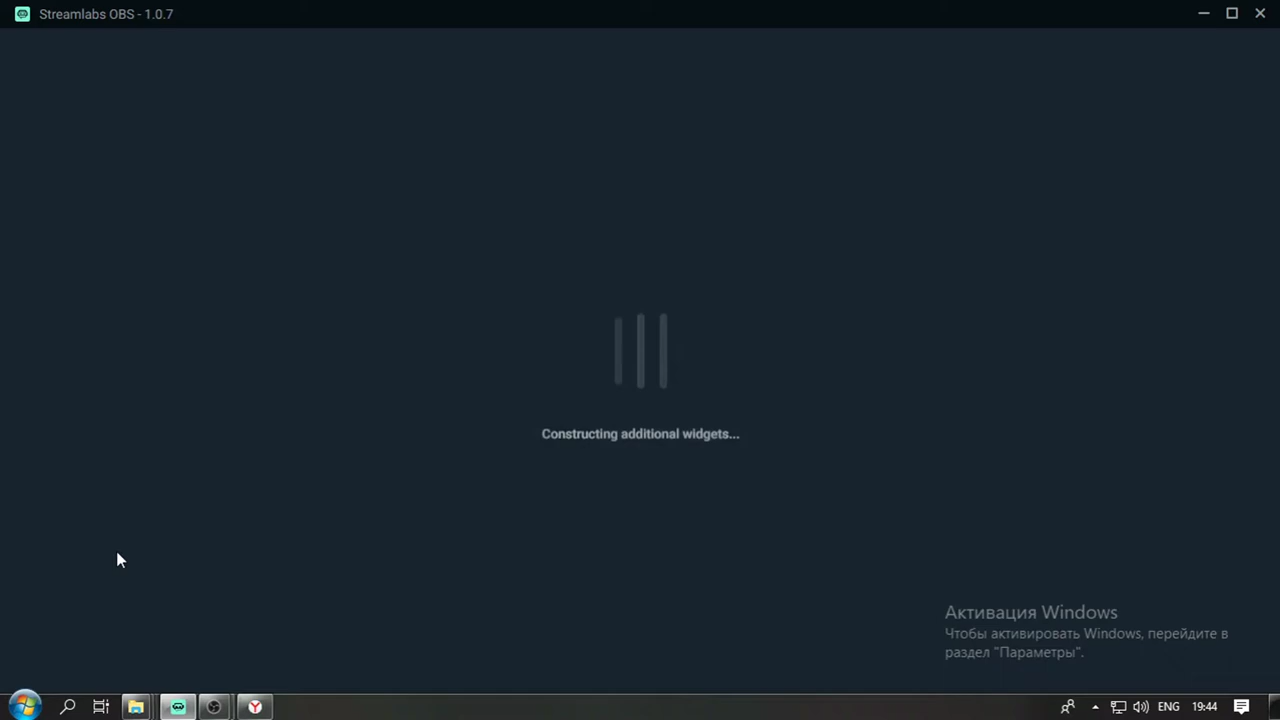 Streamlabs OBS - 1.0.7
Constructing additional widgets...
Активация Windows
Чтобы активировать Windows, перейдите в
раздел "Параметры".
ENG
19:44